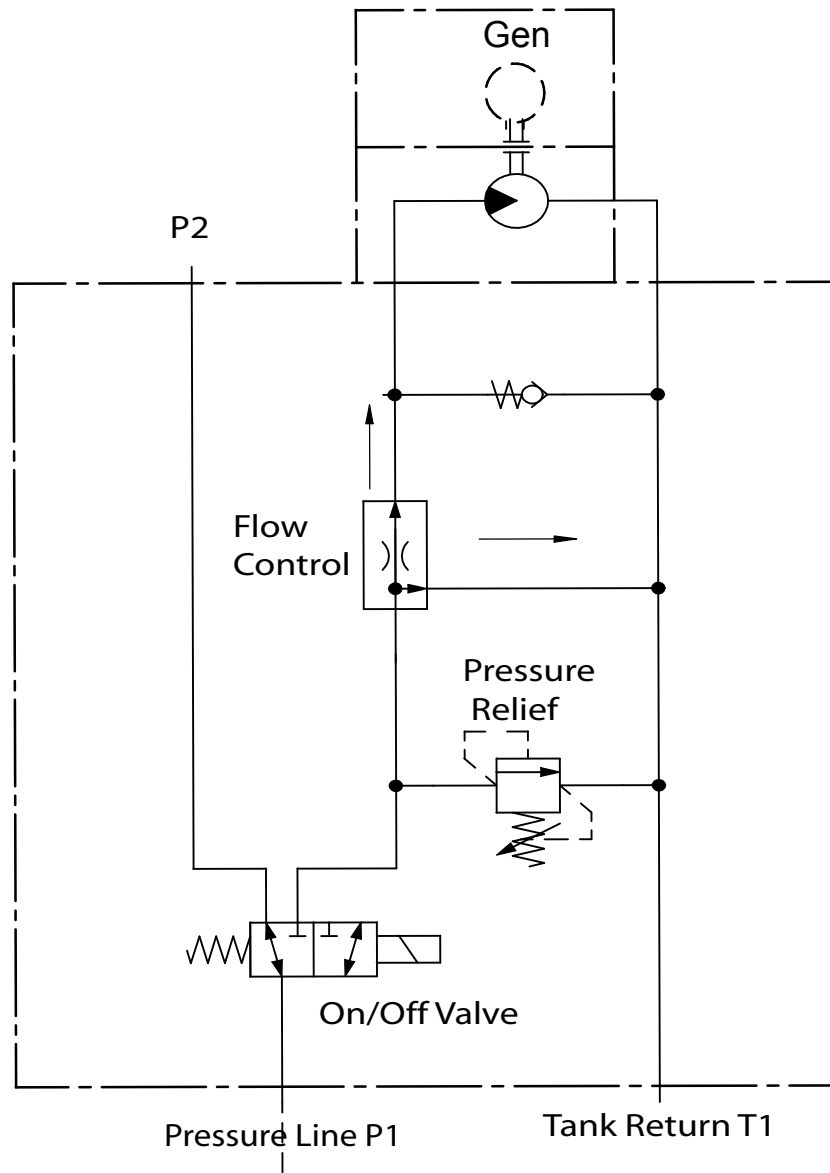 Gen
P2
Flow
Control
Pressure
Relief
On/Off Valve
Pressure Line P1
Tank Return T1